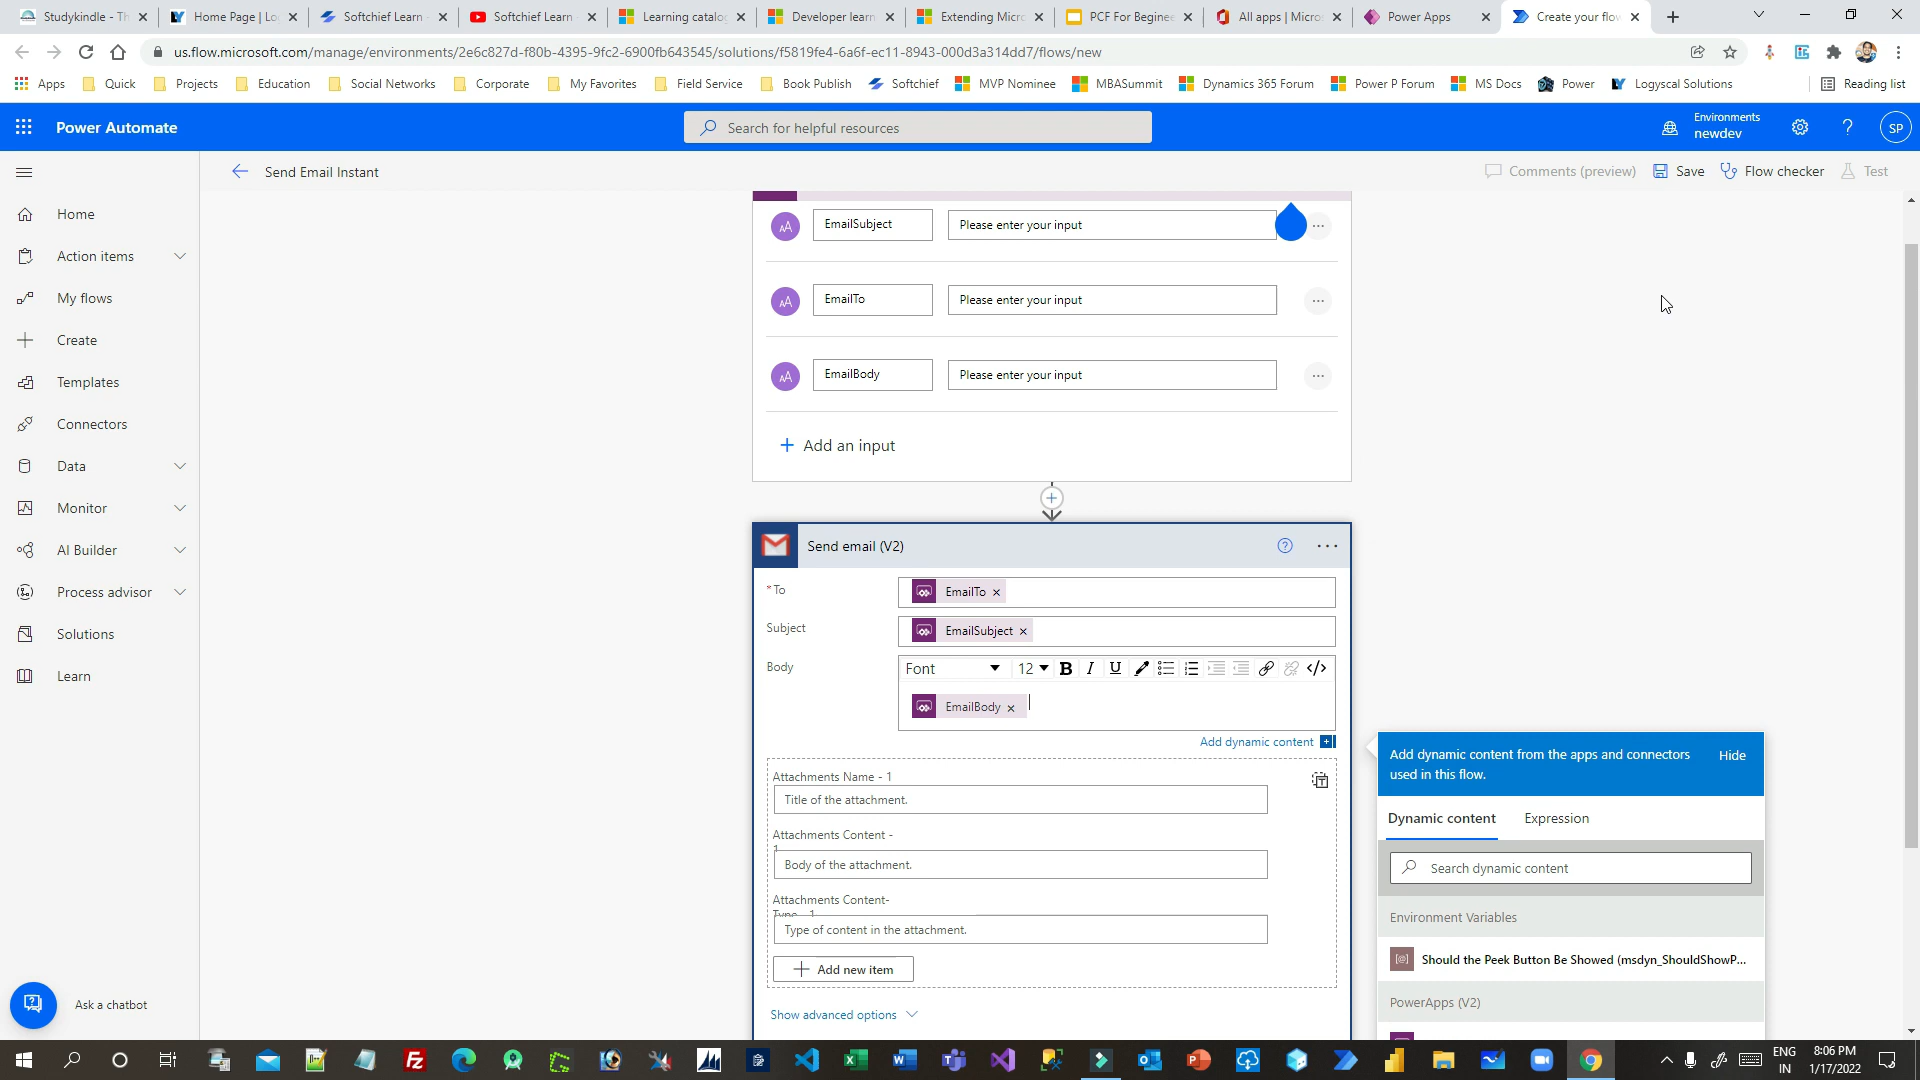 Studykindle - Th
Home Page | Lo
Softchief Learn -
Softchief Learn -
Learning catalog
Developer learn
Extending Micro
PCF For Beginee
All apps | Micros
Power Apps
Create your flow
us.flow.microsoft.com/manage/environments/2e6c827d-f80b-4395-9fc2-6900fb643545/solutions/f5819fe4-6a6f-ec11-8943-000d3a314dd7/flows/new
Apps
Quick
Projects
Education
Social Networks
Corporate
My Favorites
Field Service
Book Publish
Softchief
MVP Nominee
MBASummit
Dynamics 365 Forum
Power P Forum
MS Docs
Power
Logyscal Solutions
Reading list
Power Automate
Search for helpful resources
Environments
newdev
SP
Send Email Instant
Comments (preview)
Save
Flow checker
Test
Home
Action items
My flows
Create
Templates
Connectors
Data
Monitor
AI Builder
Process advisor
Solutions
Learn
Ask a chatbot
EmailSubject
Please enter your input
EmailTo
Please enter your input
EmailBody
Please enter your input
Add an input
Send email (V2)
* To
EmailTo
Subject
EmailSubject
Body
Font
12
B I U
EmailBody
Add dynamic content
Attachments Name - 1
Title of the attachment.
Attachments Content -
1
Body of the attachment.
Attachments Content-
Type - 1
Type of content in the attachment.
Add new item
Show advanced options
Add dynamic content from the apps and connectors
used in this flow.
Hide
Dynamic content
Expression
Search dynamic content
Environment Variables
Should the Peek Button Be Showed (msdyn_ShouldShowP...
PowerApps (V2)
ENG
IN
8:06 PM
1/17/2022